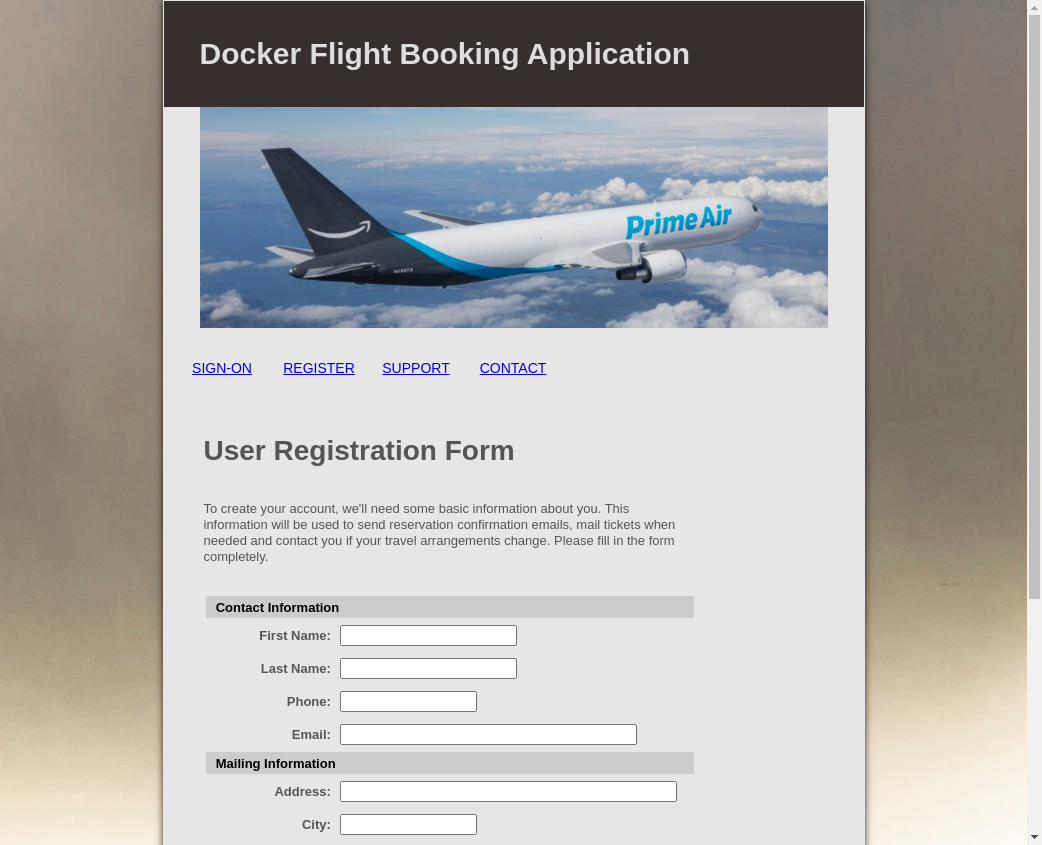 Docker Flight Booking Application
Prime Air
SIGN-ON REGISTER SUPPORT CONTACT
User Registration Form
To create your account, we'll need some basic information about you. This
information will be used to send reservation confirmation emails, mail tickets when
needed and contact you if your travel arrangements change. Please fill in the form
completely.
Contact Information
First Name:
Last Name:
Phone:
Email:
Mailing Information
Address:
City: